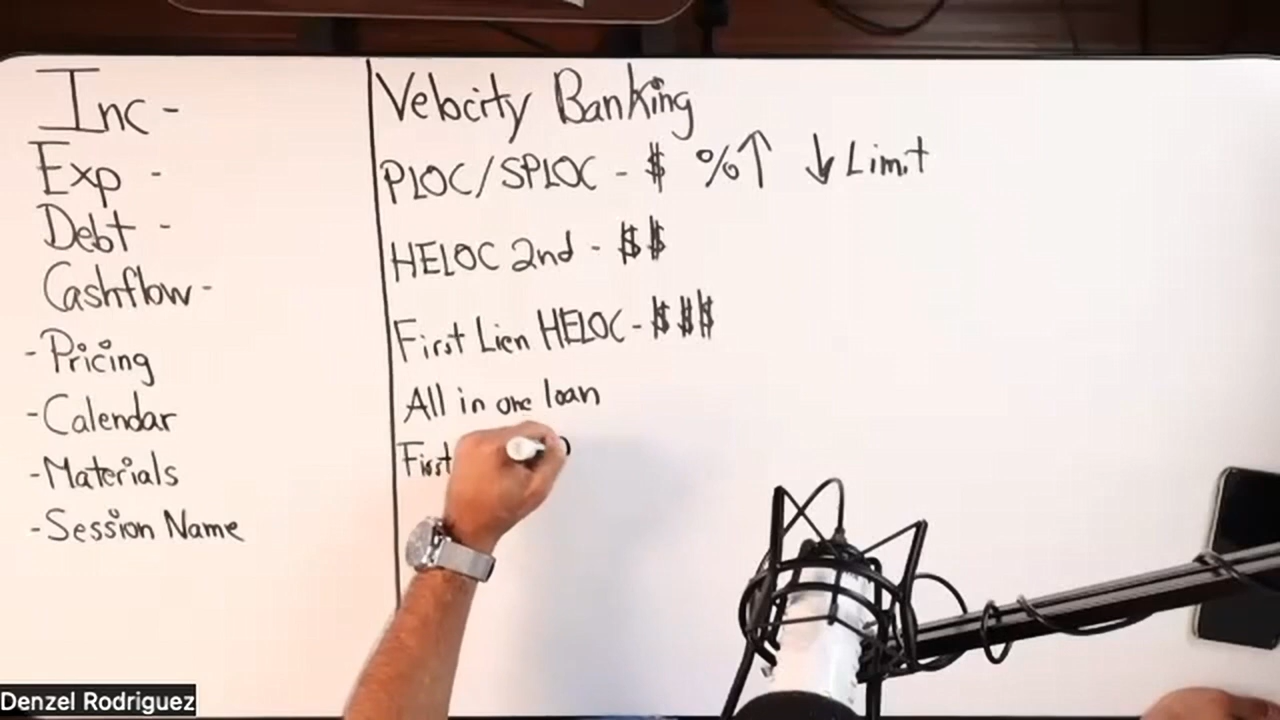 Inc -
Exp -
Debt -
Cashflow -
- Pricing
- Calendar
- Materials
- Session Name
Velocity Banking
PLOC/SPLOC - $ %↑ ↓ Limit
HELOC 2nd - $$
First Lien HELOC - $$$
All in one loan
First
Denzel Rodriguez